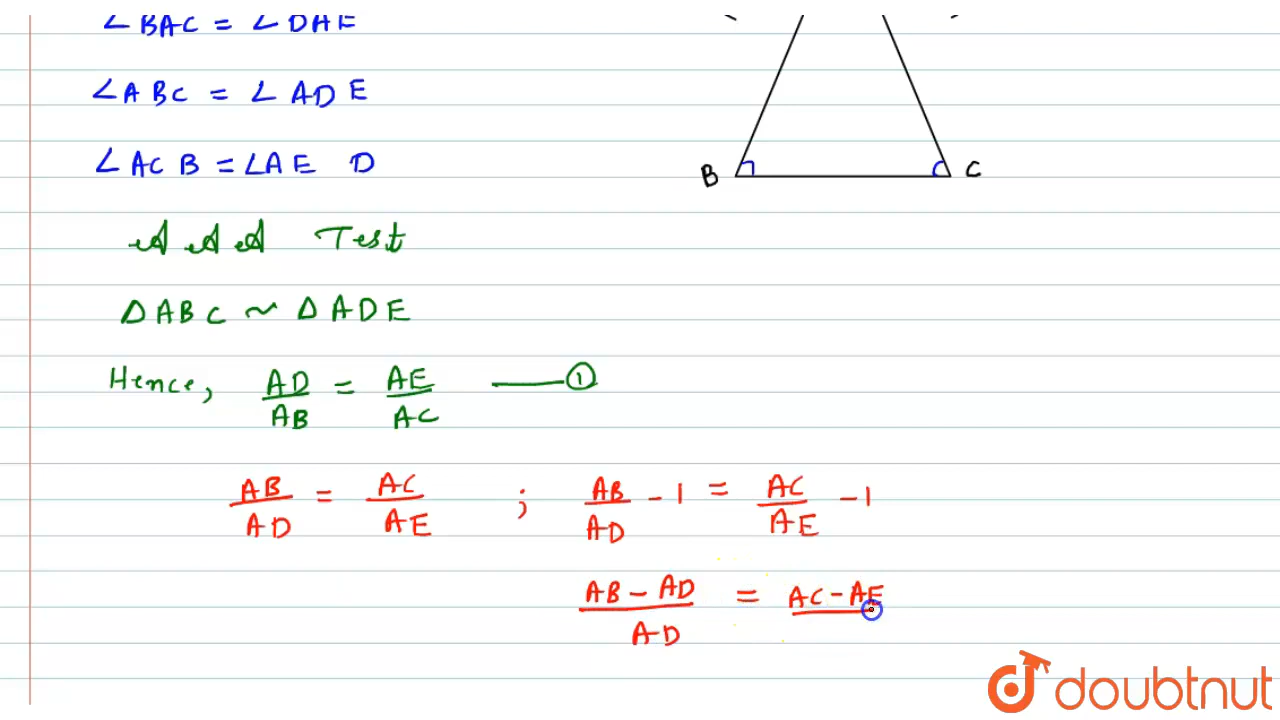 ∠BAC = ∠DAE
∠ABC = ∠ADE
∠ACB = ∠AE D
B C
AAA Test
ΔABC ~ ΔADE
Hence, AD/AB = AE/AC —— ①
AB/AD = AC/AE ; AB/AD - 1 = AC/AE - 1
AB - AD/AD = AC - AE
doubtnut